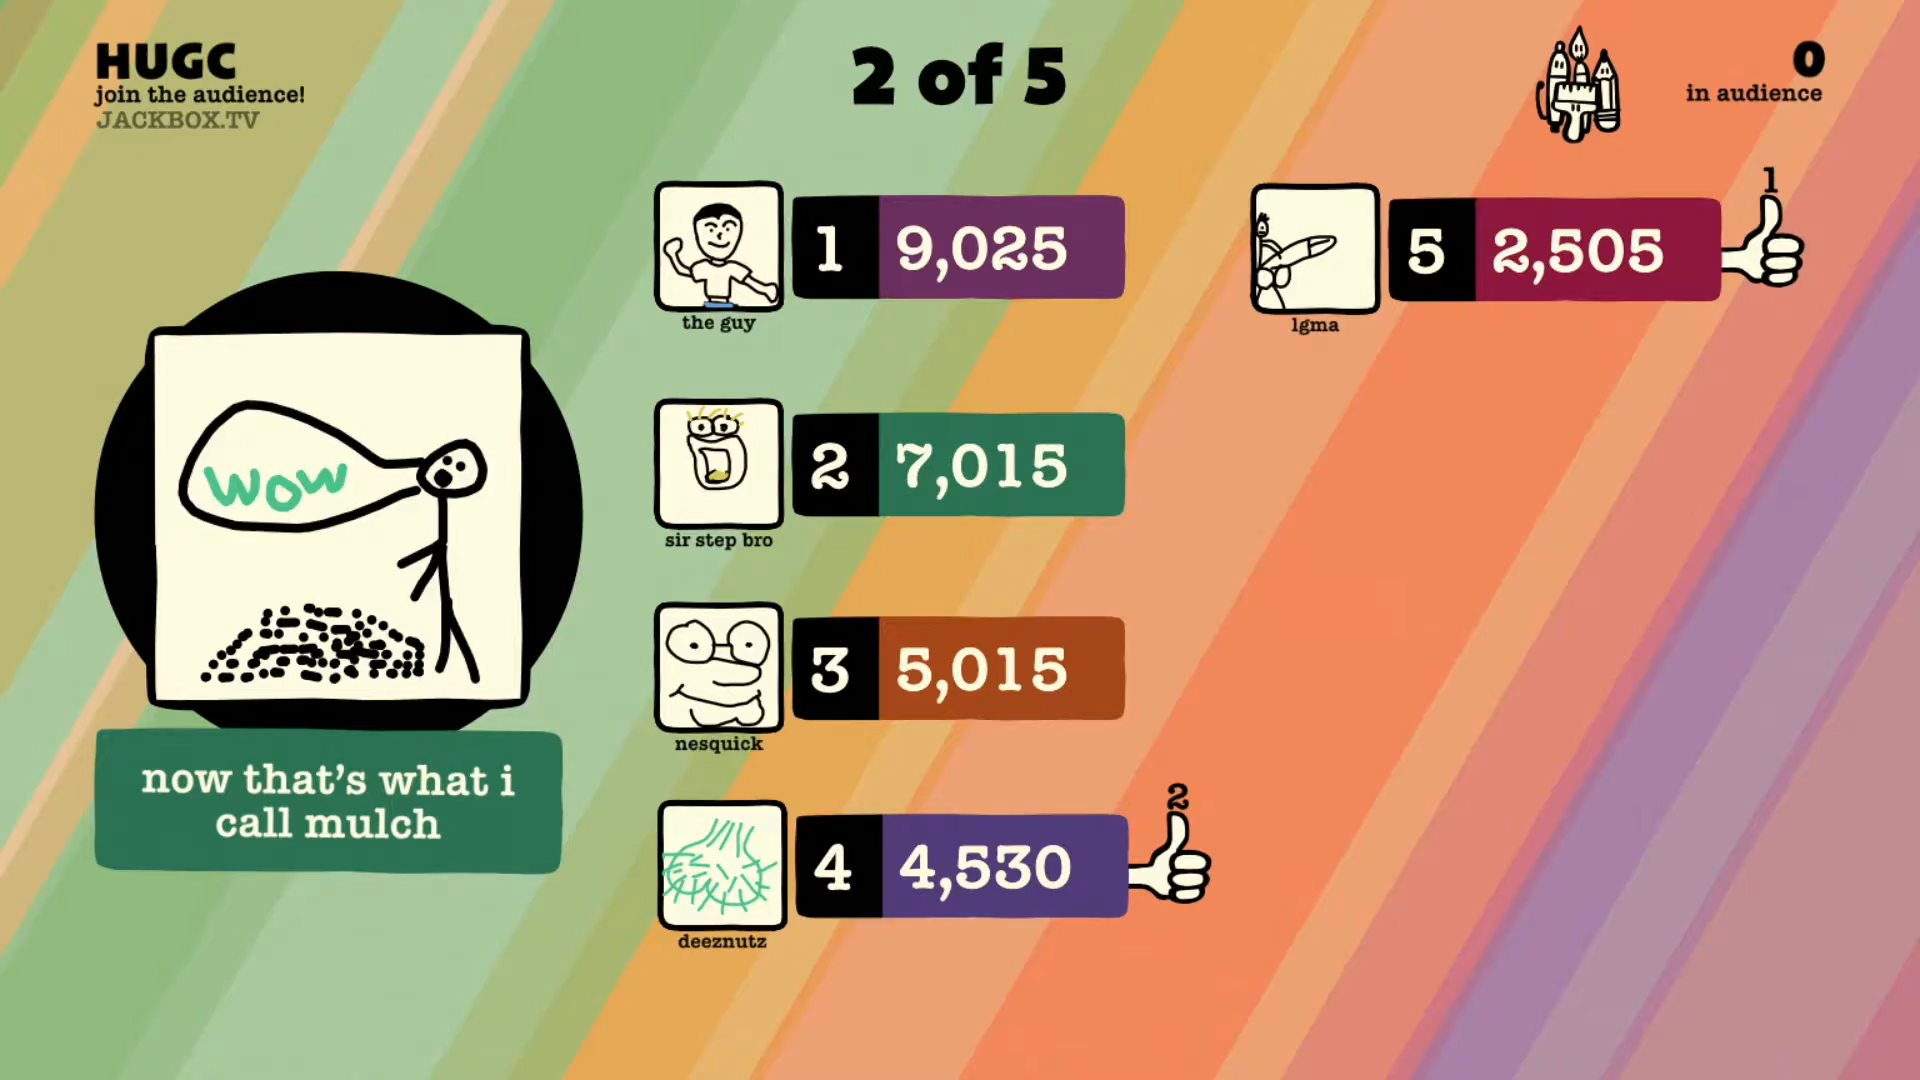 HUGC
join the audience!
JACKBOX.TV
2 of 5
0
in audience
wow
now that's what i
call mulch
1 9,025
the guy
2 7,015
sir step bro
3 5,015
nesquick
4 4,530
2
deeznutz
5 2,505
1
lgma